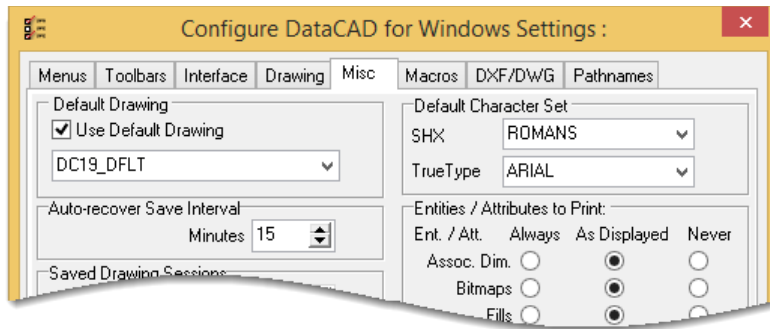 Configure DataCAD for Windows Settings :
Menus Toolbars Interface Drawing Misc Macros DXF/DWG Pathnames
Default Drawing
Use Default Drawing
DC19_DFLT
Auto-recover Save Interval
Minutes 15
Saved Drawing Sessions
Default Character Set
SHX ROMANS
TrueType ARIAL
Entities / Attributes to Print:
Ent. / Att. Always As Displayed Never
Assoc. Dim.
Bitmaps
Fills